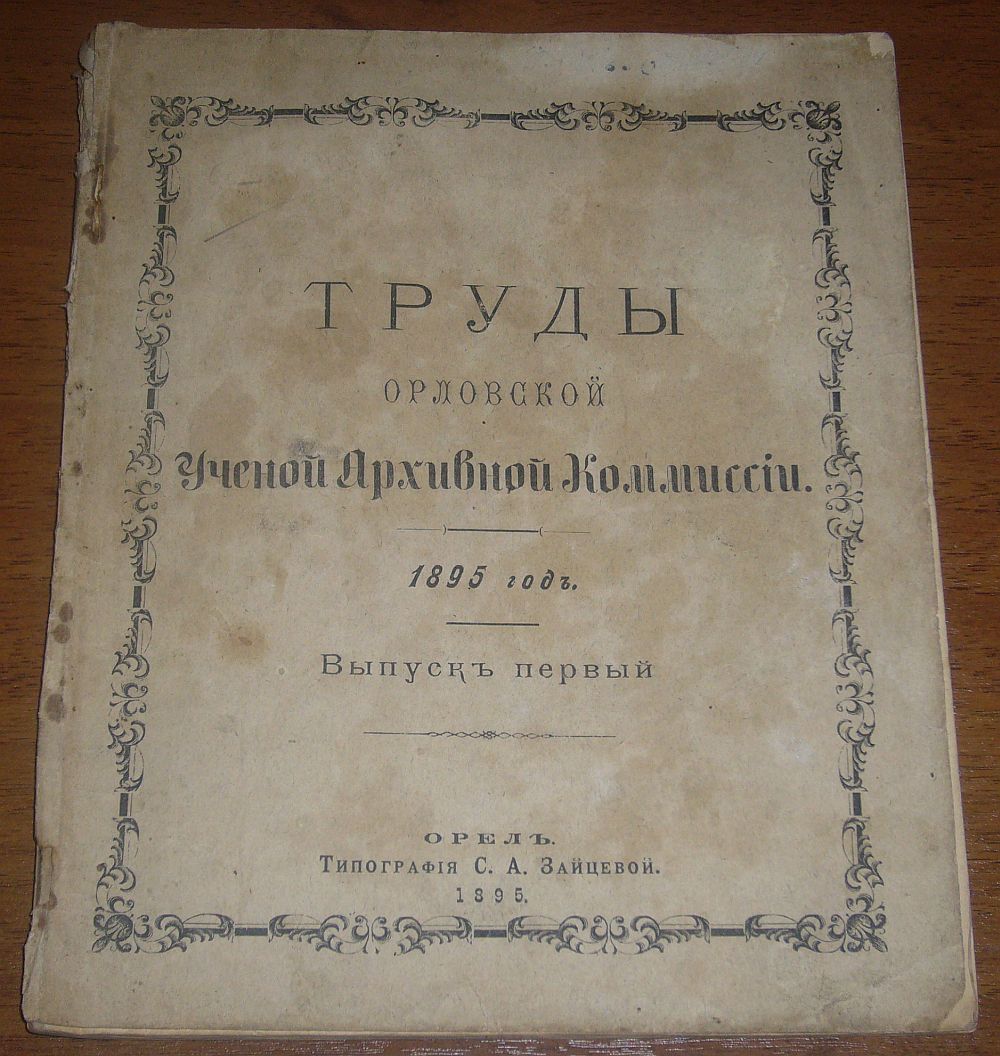 ТРУДЫ
ОРЛОВСКОЙ
Ученой Архивной Коммиссіи.
1895 годъ.
Выпускъ первый
ОРЕЛЪ.
Типографія С. А. Зайцевой.
1895.